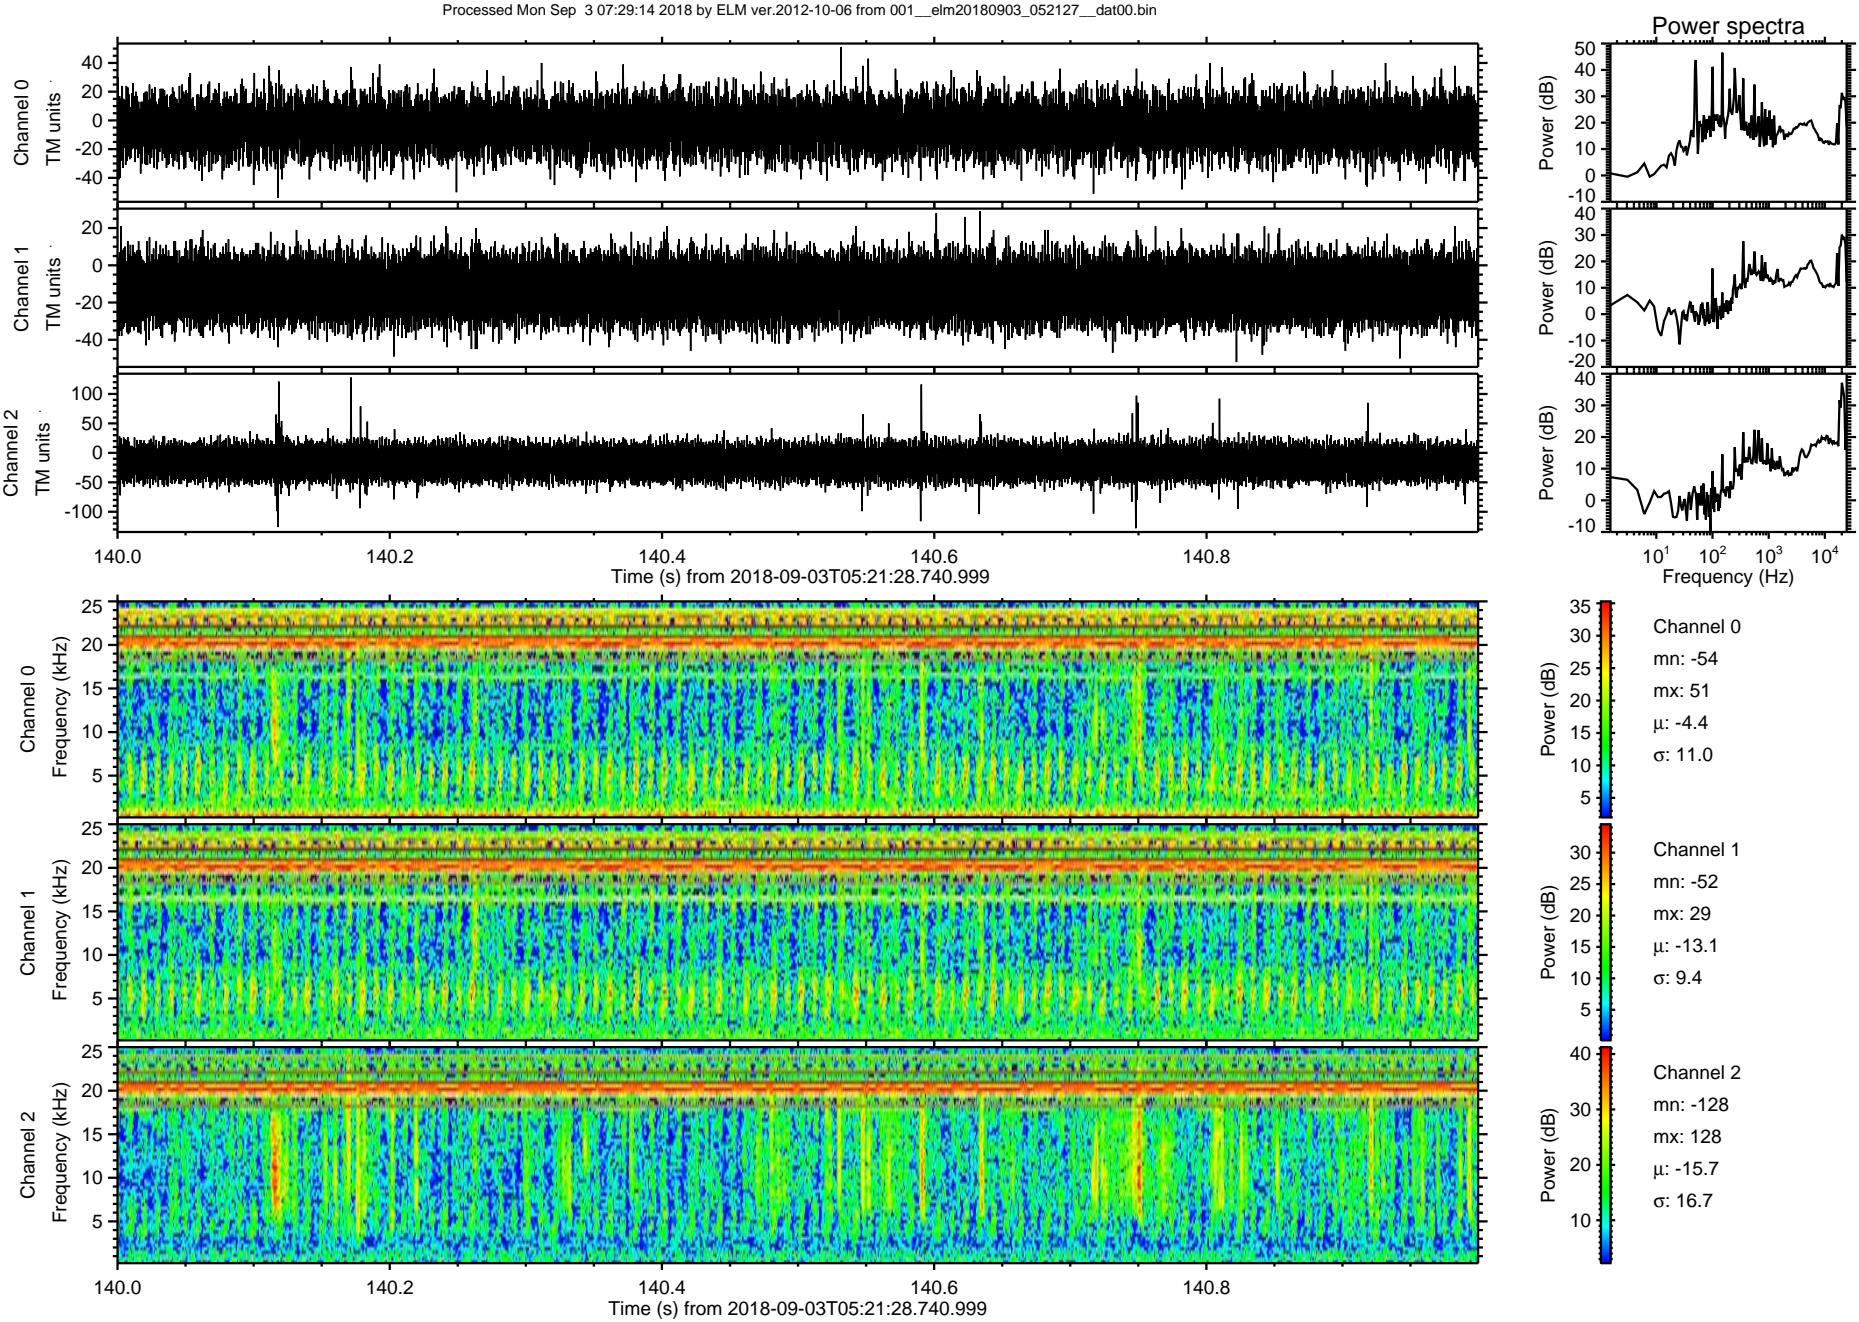 Processed Mon Sep  3 07:29:14 2018 by ELM ver.2012-10-06 from 001__elm20180903_052127__dat00.bin
Power spectra
Channel 0
TM units
40
20
0
-20
-40
Power (dB)
50
40
30
20
10
0
-10
Channel 1
TM units
20
0
-20
-40
Power (dB)
40
30
20
10
0
-10
-20
Channel 2
TM units
100
50
0
-50
-100
Power (dB)
40
30
20
10
0
-10
140.0 140.2 140.4 140.6 140.8
Time (s) from 2018-09-03T05:21:28.740.999
10¹ 10² 10³ 10⁴
Frequency (Hz)
Channel 0
Frequency (kHz)
25
20
15
10
5
Power (dB)
35
30
25
20
15
10
5
Channel 0
mn: -54
mx: 51
μ: -4.4
σ: 11.0
Channel 1
Frequency (kHz)
25
20
15
10
5
Power (dB)
30
25
20
15
10
5
Channel 1
mn: -52
mx: 29
μ: -13.1
σ: 9.4
Channel 2
Frequency (kHz)
25
20
15
10
5
Power (dB)
40
30
20
10
Channel 2
mn: -128
mx: 128
μ: -15.7
σ: 16.7
140.0 140.2 140.4 140.6 140.8
Time (s) from 2018-09-03T05:21:28.740.999